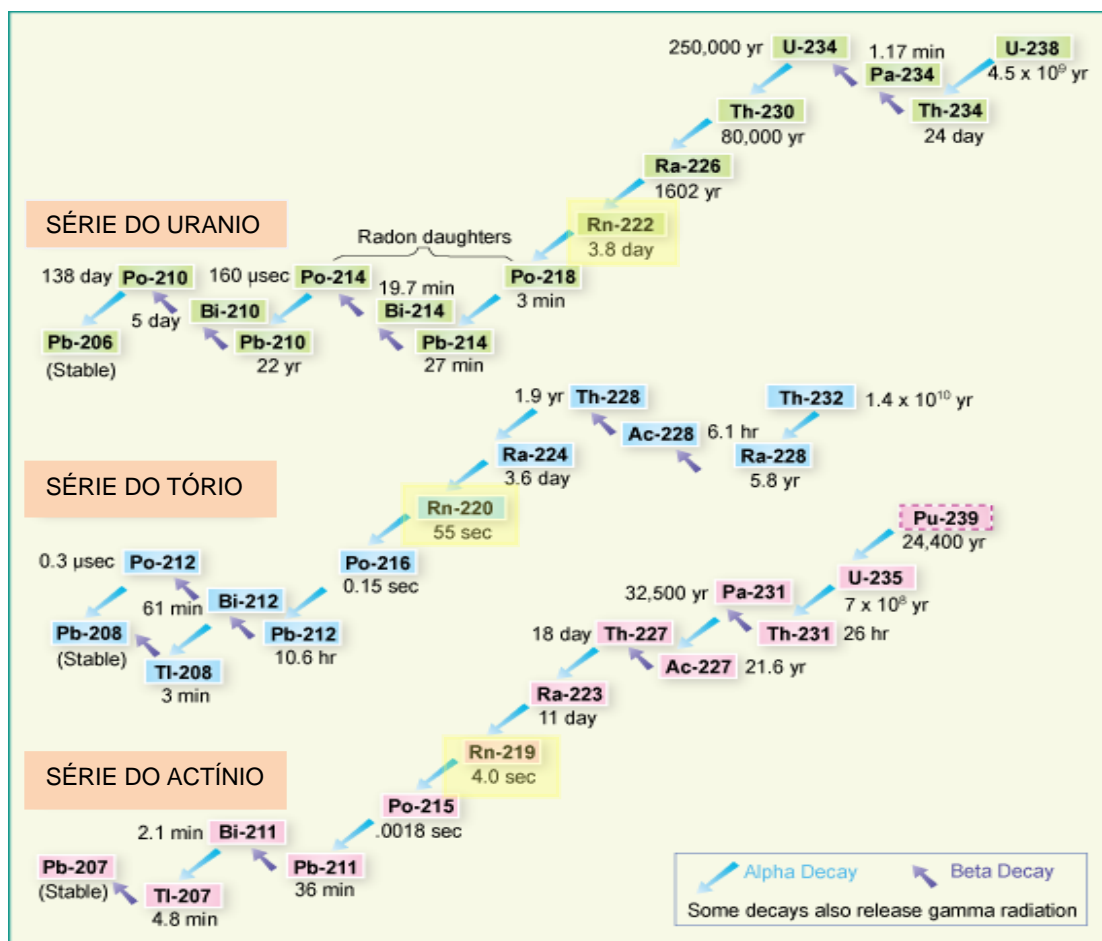 250,000 yr U-234 1.17 min U-238
Pa-234 4.5 x 10⁹ yr
Th-230 Th-234
80,000 yr 24 day
Ra-226
1602 yr
SÉRIE DO URANIO
Rn-222
Radon daughters 3.8 day
138 day Po-210 160 µsec Po-214 19.7 min Po-218
3 min
5 day Bi-210 Bi-214
Pb-206 Pb-210 Pb-214
(Stable) 22 yr 27 min
1.9 yr Th-228 Th-232 1.4 x 10¹⁰ yr
Ac-228 6.1 hr
Ra-224 Ra-228
3.6 day 5.8 yr
SÉRIE DO TÓRIO
Rn-220
55 sec
Pu-239
24,400 yr
0.3 µsec Po-212 Po-216
0.15 sec
U-235
7 x 10⁸ yr
61 min Bi-212 32,500 yr Pa-231
Pb-208 Pb-212 18 day Th-227 Th-231 26 hr
(Stable) 10.6 hr
Tl-208 Ac-227 21.6 yr
3 min
Ra-223
11 day
SÉRIE DO ACTÍNIO
Rn-219
4.0 sec
Po-215
.0018 sec
2.1 min Bi-211
Pb-207 Pb-211
(Stable) 36 min
Tl-207
4.8 min
Alpha Decay Beta Decay
Some decays also release gamma radiation